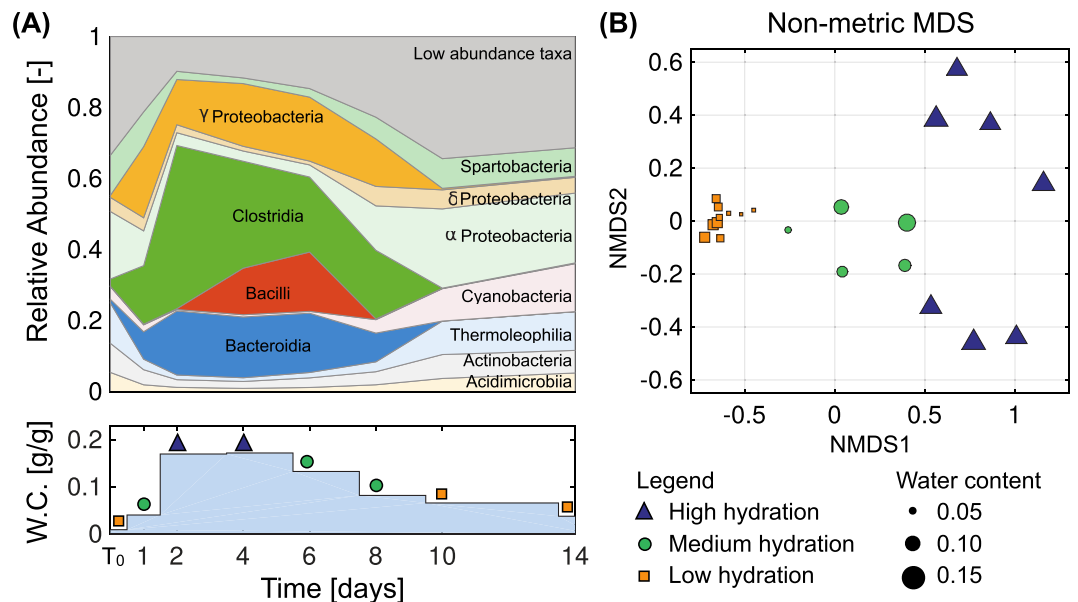 (A)
Relative Abundance [-]
1
0.8
0.6
0.4
0.2
0
Low abundance taxa
γ Proteobacteria
Spartobacteria
δ Proteobacteria
Clostridia
α Proteobacteria
Bacilli
Cyanobacteria
Bacteroidia
Thermoleophilia
Actinobacteria
Acidimicrobiia
W.C. [g/g]
0.2
0.1
0
T₀ 1 2 4 6 8 10 14
Time [days]
(B)
Non-metric MDS
NMDS2
0.6
0.4
0.2
0
-0.2
-0.4
-0.6
-0.5 0 0.5 1
NMDS1
Legend
High hydration
Medium hydration
Low hydration
Water content
0.05
0.10
0.15